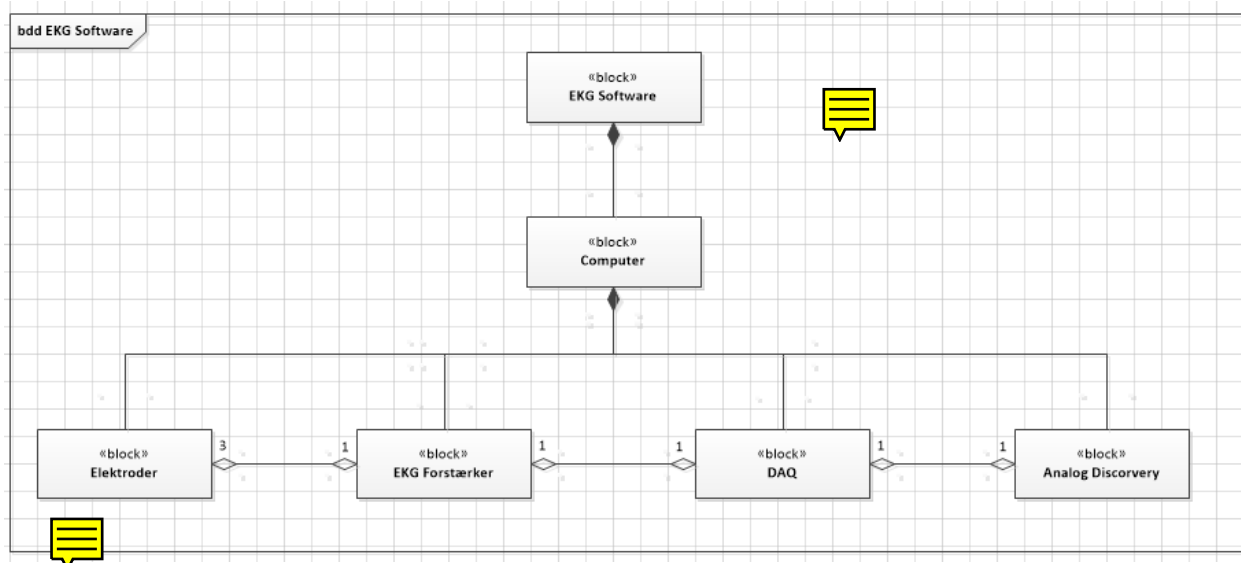 bdd EKG Software
«block»
EKG Software
«block»
Computer
«block»
Elektroder
3
1
«block»
EKG Forstærker
1
1
«block»
DAQ
1
1
«block»
Analog Discorvery